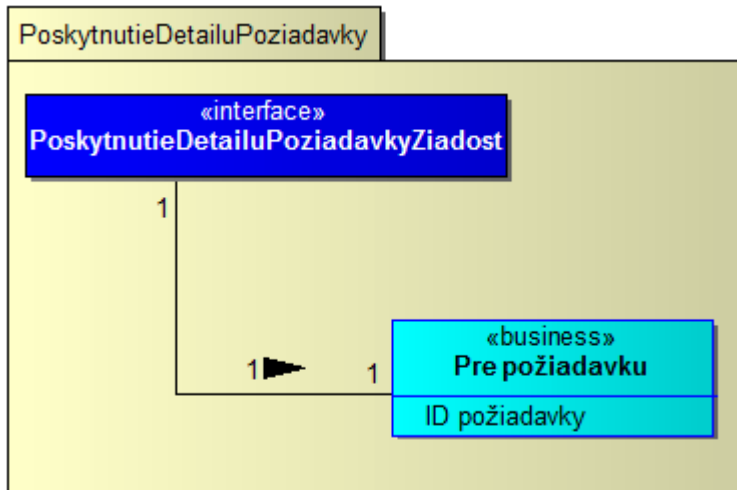 PoskytnutieDetailuPoziadavky
«interface»
PoskytnutieDetailuPoziadavkyZiadost
1
1
1
«business»
Pre požiadavku
ID požiadavky